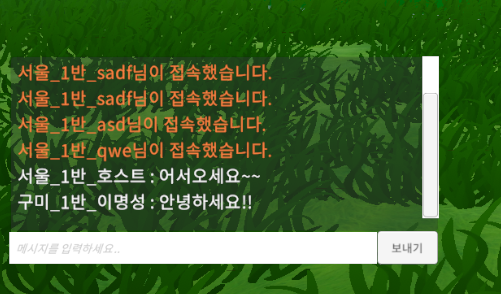 서울_1반_sadf님이 접속했습니다.
서울_1반_sadf님이 접속했습니다.
서울_1반_asd님이 접속했습니다.
서울_1반_qwe님이 접속했습니다.
서울_1반_호스트 : 어서오세요~~
구미_1반_이명성 : 안녕하세요!!
메시지를 입력하세요..
보내기